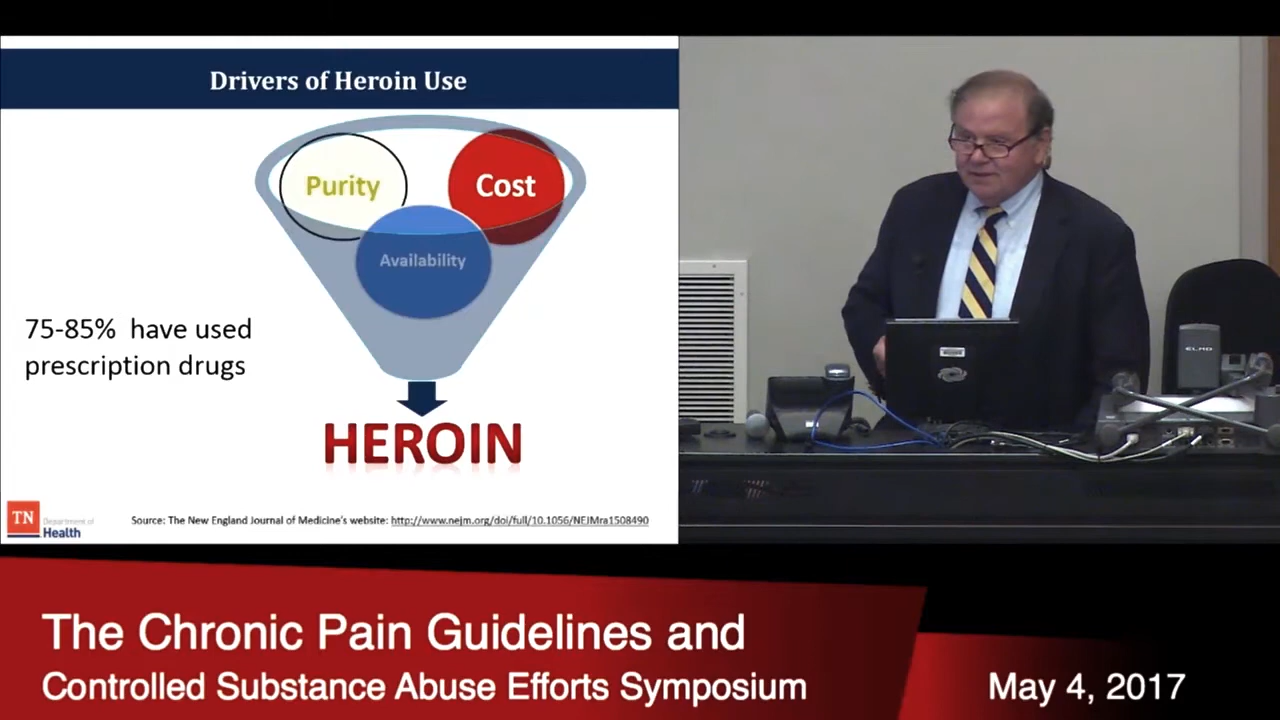 Drivers of Heroin Use
Purity
Cost
Availability
75-85% have used
prescription drugs
HEROIN
TN
Department of
Health
Source: The New England Journal of Medicine's website: http://www.nejm.org/doi/full/10.1056/NEJMra1508490
ELMO
The Chronic Pain Guidelines and
Controlled Substance Abuse Efforts Symposium
May 4, 2017